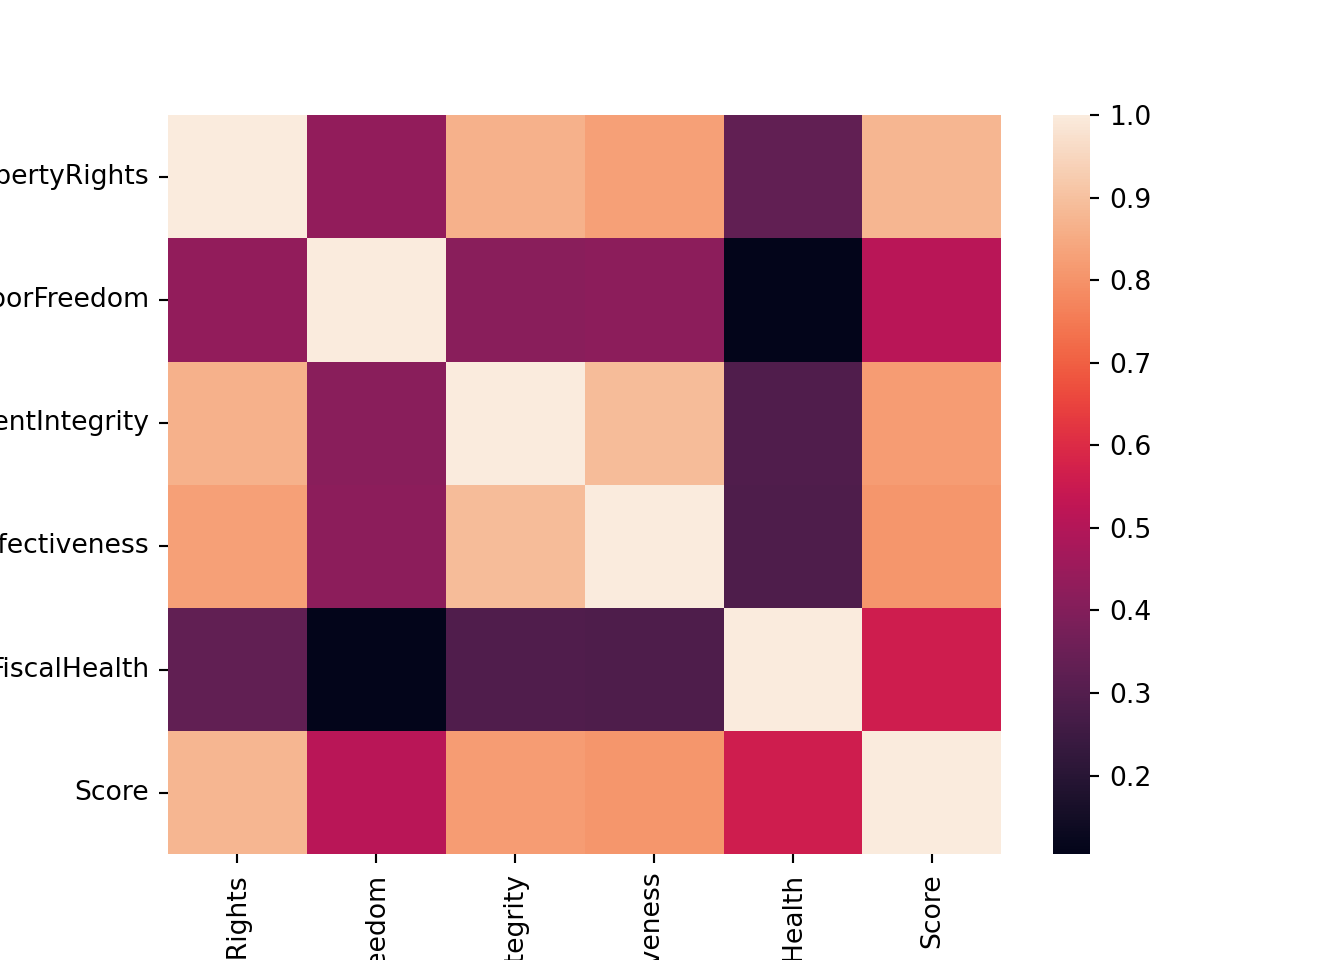 pertyRights
orFreedom
entIntegrity
fectiveness
FiscalHealth
Score
Rights
eedom
tegrity
veness
Health
Score
1.0
0.9
0.8
0.7
0.6
0.5
0.4
0.3
0.2